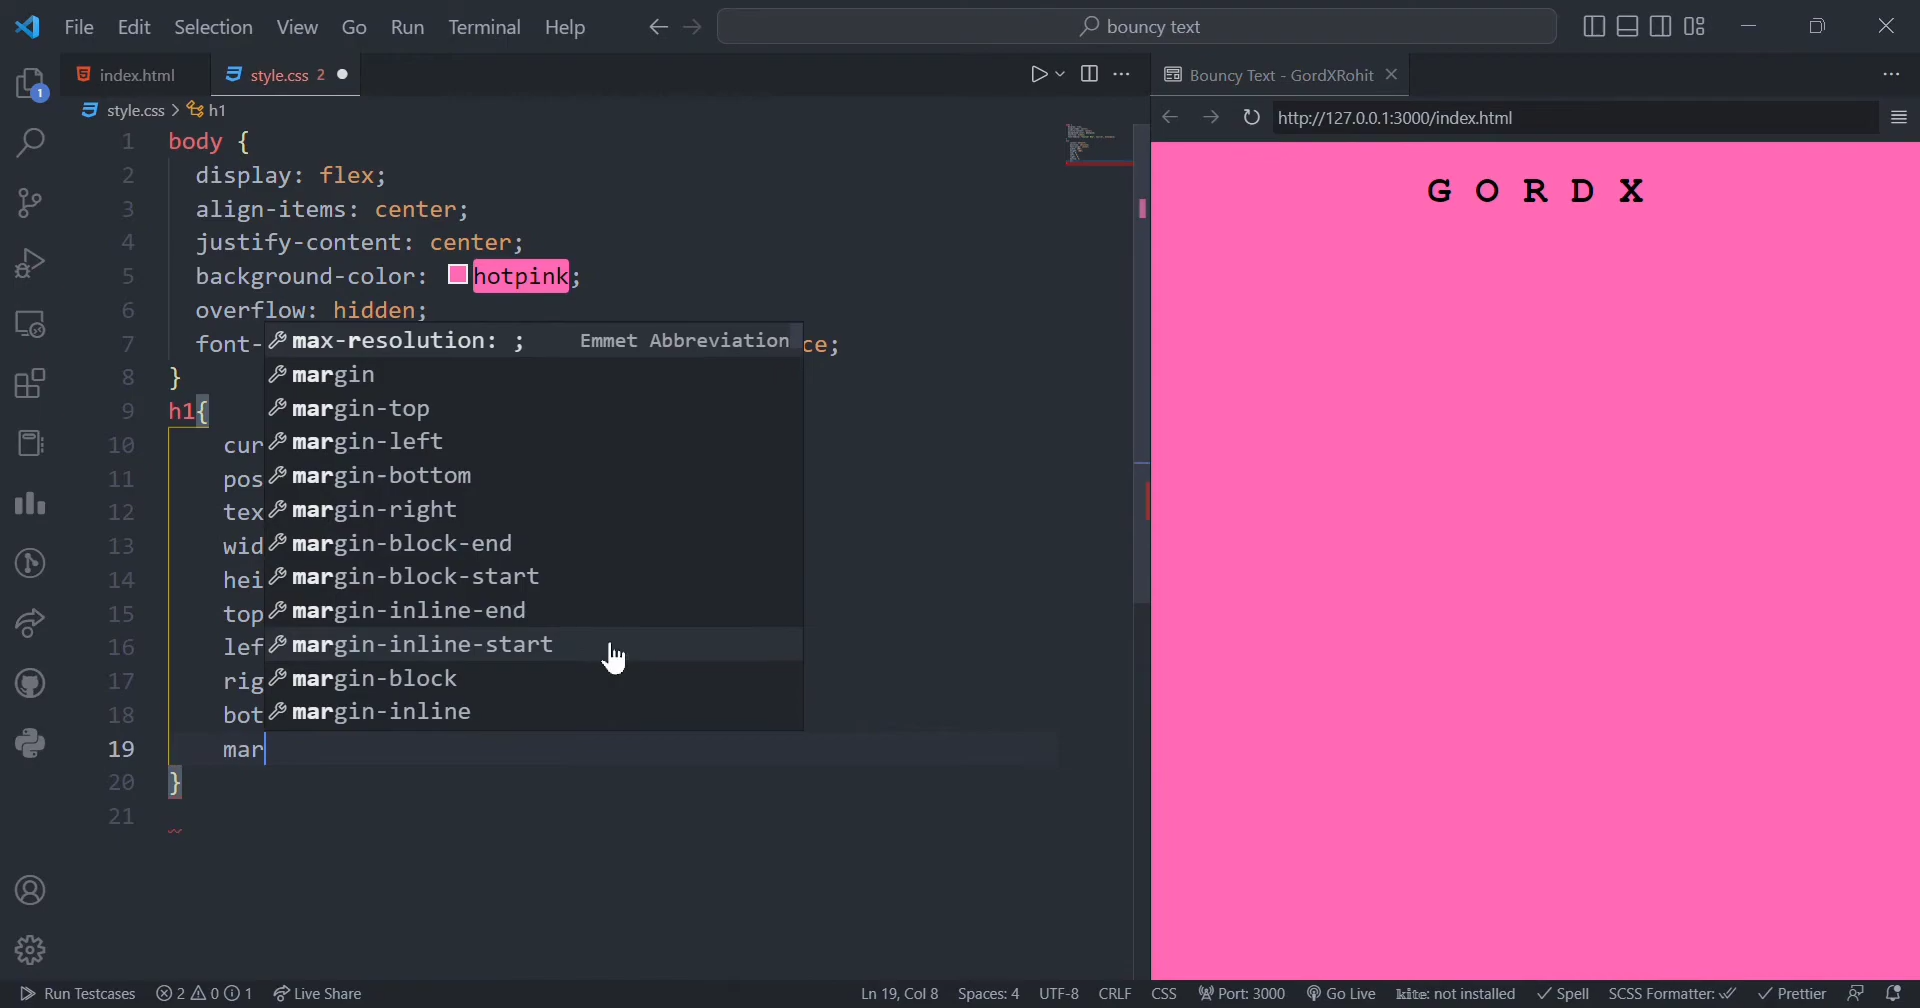 File Edit Selection View Go Run Terminal Help
bouncy text
index.html
style.css 2
Bouncy Text - GordXRohit
style.css > h1
http://127.0.0.1:3000/index.html
1 body {
2 display: flex;
3 align-items: center;
4 justify-content: center;
5 background-color: hotpink;
6 overflow: hidden;
7 font- ce;
8 }
9 h1{
10 cur
11 pos
12 tex
13 wid
14 hei
15 top
16 lef
17 rig
18 bot
19 mar
20 }
21
max-resolution: ; Emmet Abbreviation
margin
margin-top
margin-left
margin-bottom
margin-right
margin-block-end
margin-block-start
margin-inline-end
margin-inline-start
margin-block
margin-inline
G O R D X
1
Run Testcases 2 0 1 Live Share
Ln 19, Col 8 Spaces: 4 UTF-8 CRLF CSS Port: 3000 Go Live kite: not installed Spell SCSS Formatter: Prettier